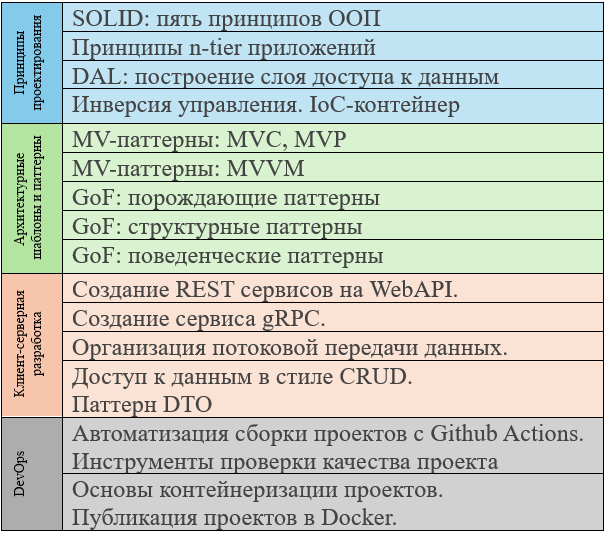 Принципы
проектирования
SOLID: пять принципов ООП
Принципы n-tier приложений
DAL: построение слоя доступа к данным
Инверсия управления. IoC-контейнер
Архитектурные
шаблоны и паттерны
MV-паттерны: MVC, MVP
MV-паттерны: MVVM
GoF: порождающие паттерны
GoF: структурные паттерны
GoF: поведенческие паттерны
Клиент-серверная
разработка
Создание REST сервисов на WebAPI.
Создание сервиса gRPC.
Организация потоковой передачи данных.
Доступ к данным в стиле CRUD.
Паттерн DTO
DevOps
Автоматизация сборки проектов с Github Actions.
Инструменты проверки качества проекта
Основы контейнеризации проектов.
Публикация проектов в Docker.